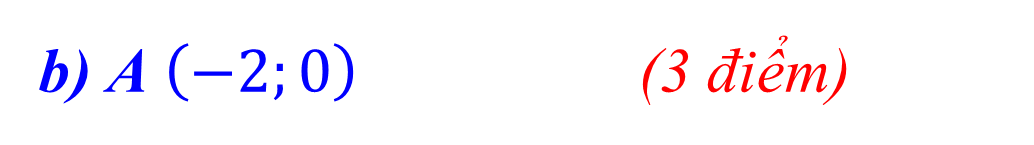 b) A (−2; 0) (3 điểm)